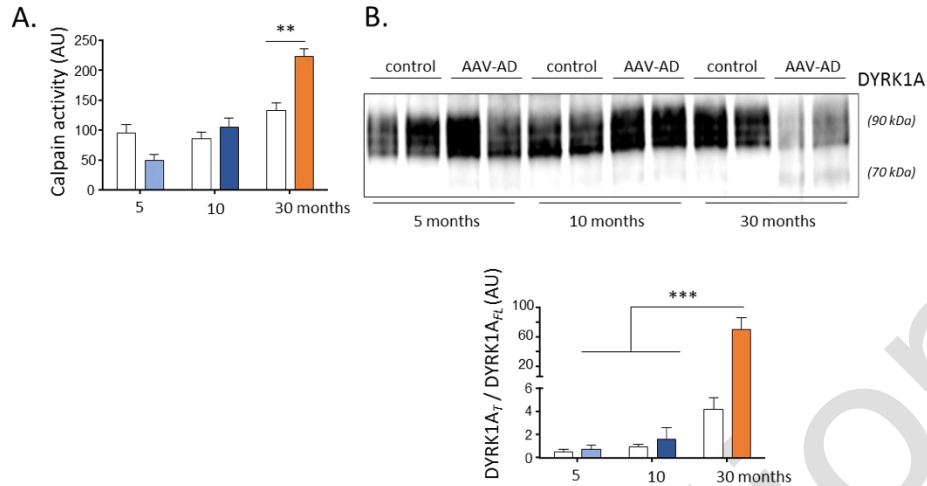 A.
Calpain activity (AU)
250
200
150
100
50
0
**
5 10 30 months
B.
control AAV-AD control AAV-AD control AAV-AD
DYRK1A
(90 kDa)
(70 kDa)
5 months 10 months 30 months
DYRK1A_T / DYRK1A_FL (AU)
100
60
20
6
4
2
0
***
5 10 30 months